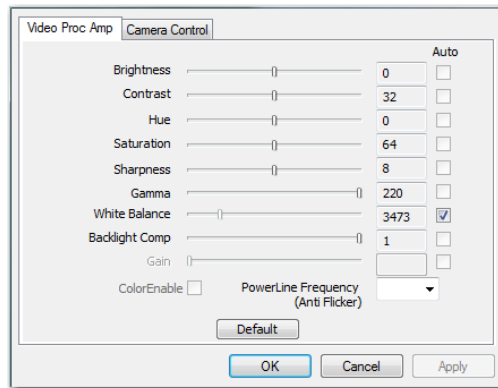 Video Proc Amp Camera Control
Auto
Brightness 0
Contrast 32
Hue 0
Saturation 64
Sharpness 8
Gamma 220
White Balance 3473
Backlight Comp 1
Gain
ColorEnable PowerLine Frequency
(Anti Flicker)
Default
OK Cancel Apply